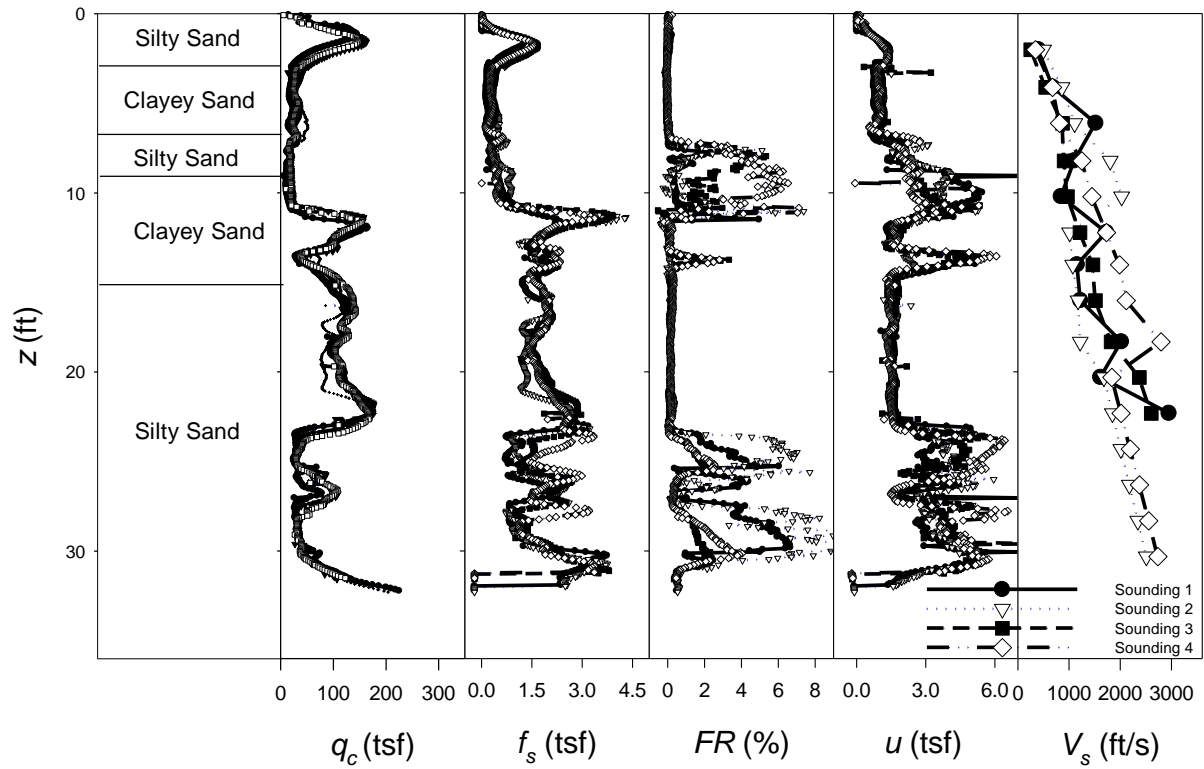 0
Silty Sand
Clayey Sand
Silty Sand
10
Clayey Sand
z (ft)
20
Silty Sand
30
Sounding 1
Sounding 2
Sounding 3
Sounding 4
0 100 200 300 0.0 1.5 3.0 4.5 0 2 4 6 8 0.0 3.0 6.0 0 1000 2000 3000
qc (tsf) fs (tsf) FR (%) u (tsf) Vs (ft/s)